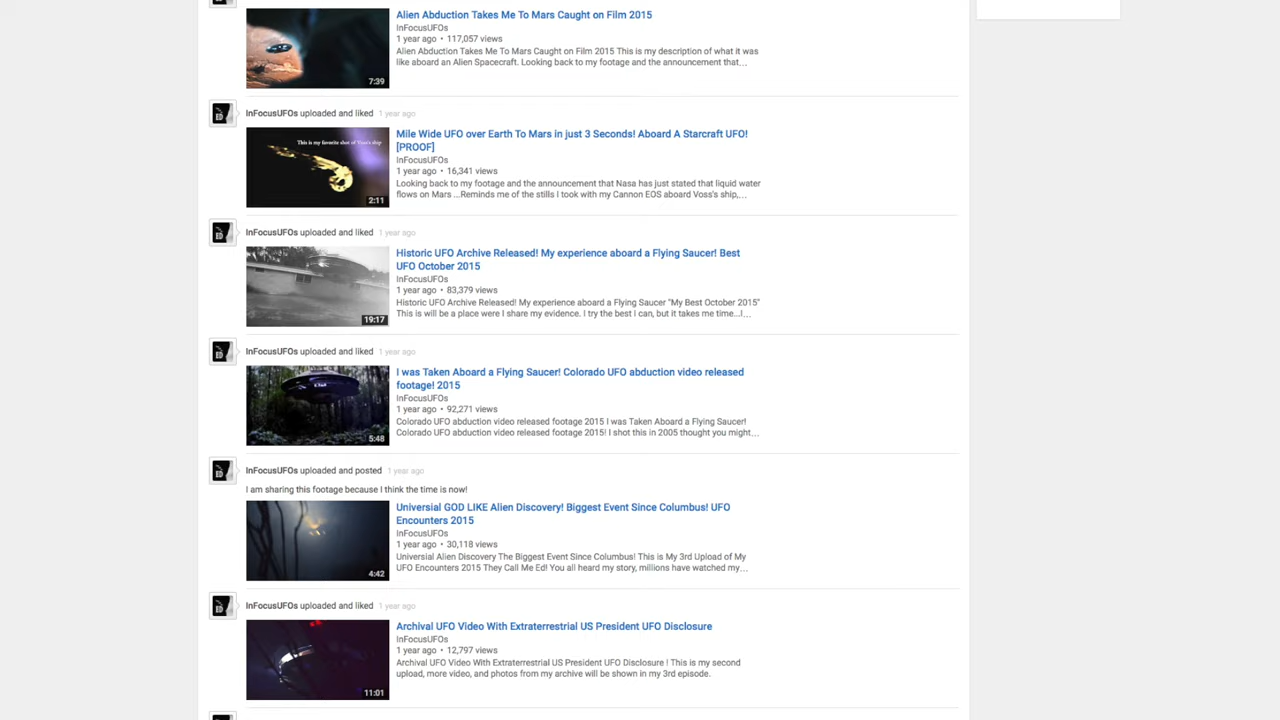 Alien Abduction Takes Me To Mars Caught on Film 2015
InFocusUFOs
1 year ago • 117,057 views
Alien Abduction Takes Me To Mars Caught on Film 2015 This is my description of what it was
like aboard an Alien Spacecraft. Looking back to my footage and the announcement that…
7:39
InFocusUFOs uploaded and liked 1 year ago
This is my favorite shot of Voss's ship
2:11
Mile Wide UFO over Earth To Mars in just 3 Seconds! Aboard A Starcraft UFO!
[PROOF]
InFocusUFOs
1 year ago • 16,341 views
Looking back to my footage and the announcement that Nasa has just stated that liquid water
flows on Mars ...Reminds me of the stills I took with my Cannon EOS aboard Voss's ship,…
InFocusUFOs uploaded and liked 1 year ago
19:17
Historic UFO Archive Released! My experience aboard a Flying Saucer! Best
UFO October 2015
InFocusUFOs
1 year ago • 83,379 views
Historic UFO Archive Released! My experience aboard a Flying Saucer "My Best October 2015"
This is will be a place were I share my evidence. I try the best I can, but it takes me time...I…
InFocusUFOs uploaded and liked 1 year ago
5:48
I was Taken Aboard a Flying Saucer! Colorado UFO abduction video released
footage! 2015
InFocusUFOs
1 year ago • 92,271 views
Colorado UFO abduction video released footage 2015 I was Taken Aboard a Flying Saucer!
Colorado UFO abduction video released footage 2015! I shot this in 2005 thought you might…
InFocusUFOs uploaded and posted 1 year ago
I am sharing this footage because I think the time is now!
4:42
Universial GOD LIKE Alien Discovery! Biggest Event Since Columbus! UFO
Encounters 2015
InFocusUFOs
1 year ago • 30,118 views
Universial Alien Discovery The Biggest Event Since Columbus! This is My 3rd Upload of My
UFO Encounters 2015 They Call Me Ed! You all heard my story, millions have watched my…
InFocusUFOs uploaded and liked 1 year ago
11:01
Archival UFO Video With Extraterrestrial US President UFO Disclosure
InFocusUFOs
1 year ago • 12,797 views
Archival UFO Video With Extraterrestrial US President UFO Disclosure ! This is my second
upload, more video, and photos from my archive will be shown in my 3rd episode.